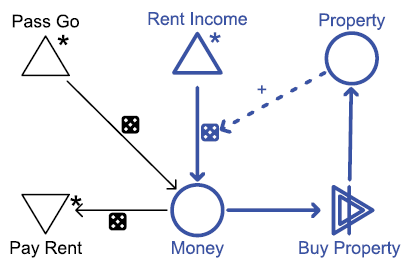 Pass Go
Rent Income
Property
*
*
+
*
Pay Rent
Money
Buy Property